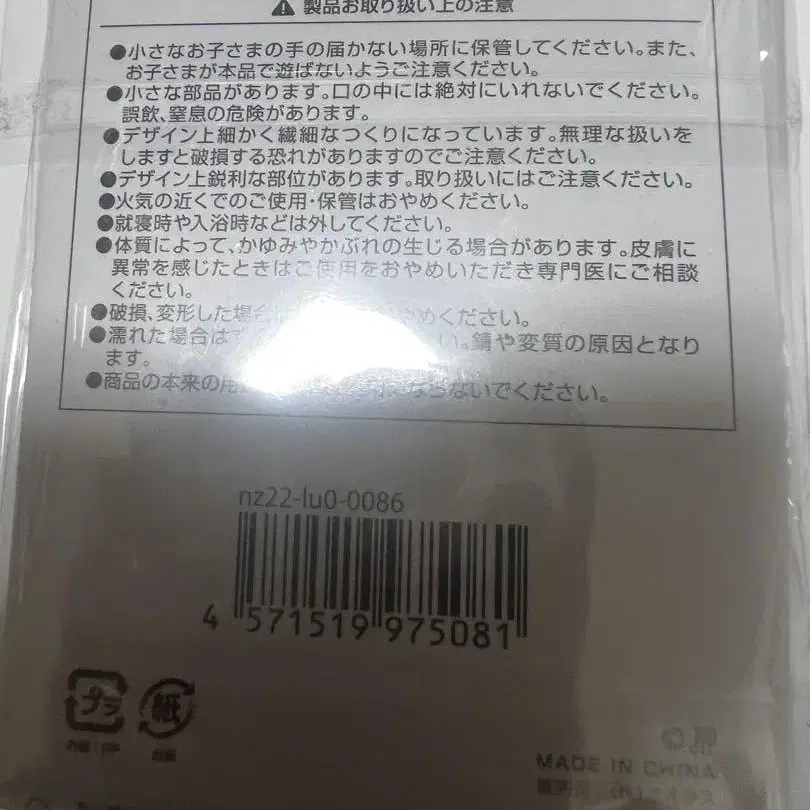 ⚠ 製品お取り扱い上の注意
●小さなお子さまの手の届かない場所に保管してください。また、
お子さまが本品で遊ばないようご注意ください。
●小さな部品があります。口の中には絶対にいれないでください。
誤飲、窒息の危険があります。
●デザイン上細かく繊細なつくりになっています。無理な扱いを
しますと破損する恐れがありますのでご注意ください。
●デザイン上鋭利な部位があります。取り扱いにはご注意ください。
●火気の近くでのご使用・保管はおやめください。
●就寝時や入浴時などは外してください。
●体質によって、かゆみやかぶれの生じる場合があります。皮膚に
異常を感じたときはご使用をおやめいただき専門医にご相談
ください。
●破損、変形した場合 めください。
●濡れた場合は い。錆や変質の原因となり
ます。
●商品の本来の用 ならないでください。
nz22-lu0-0086
4 571519 975081
プラ 紙
MADE IN CHINA